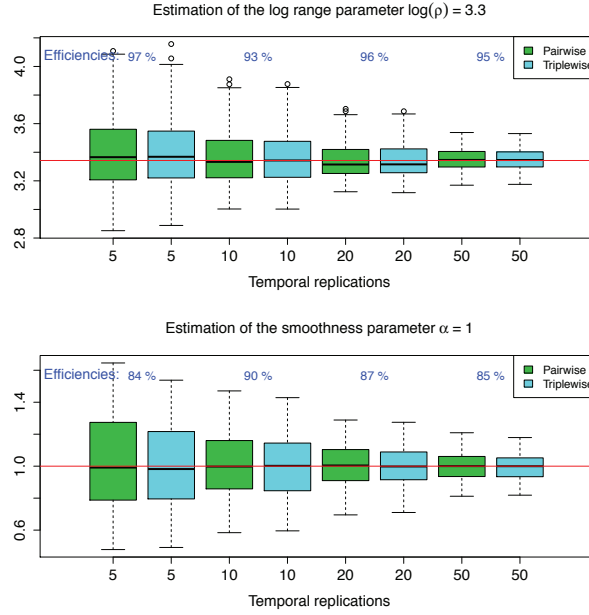 Estimation of the log range parameter log(ρ) = 3.3
Efficiencies: 97 % 93 % 96 % 95 %
Pairwise
Triplewise
4.0
3.6
3.2
2.8
5 5 10 10 20 20 50 50
Temporal replications
Estimation of the smoothness parameter α = 1
Efficiencies: 84 % 90 % 87 % 85 %
Pairwise
Triplewise
1.4
1.0
0.6
5 5 10 10 20 20 50 50
Temporal replications